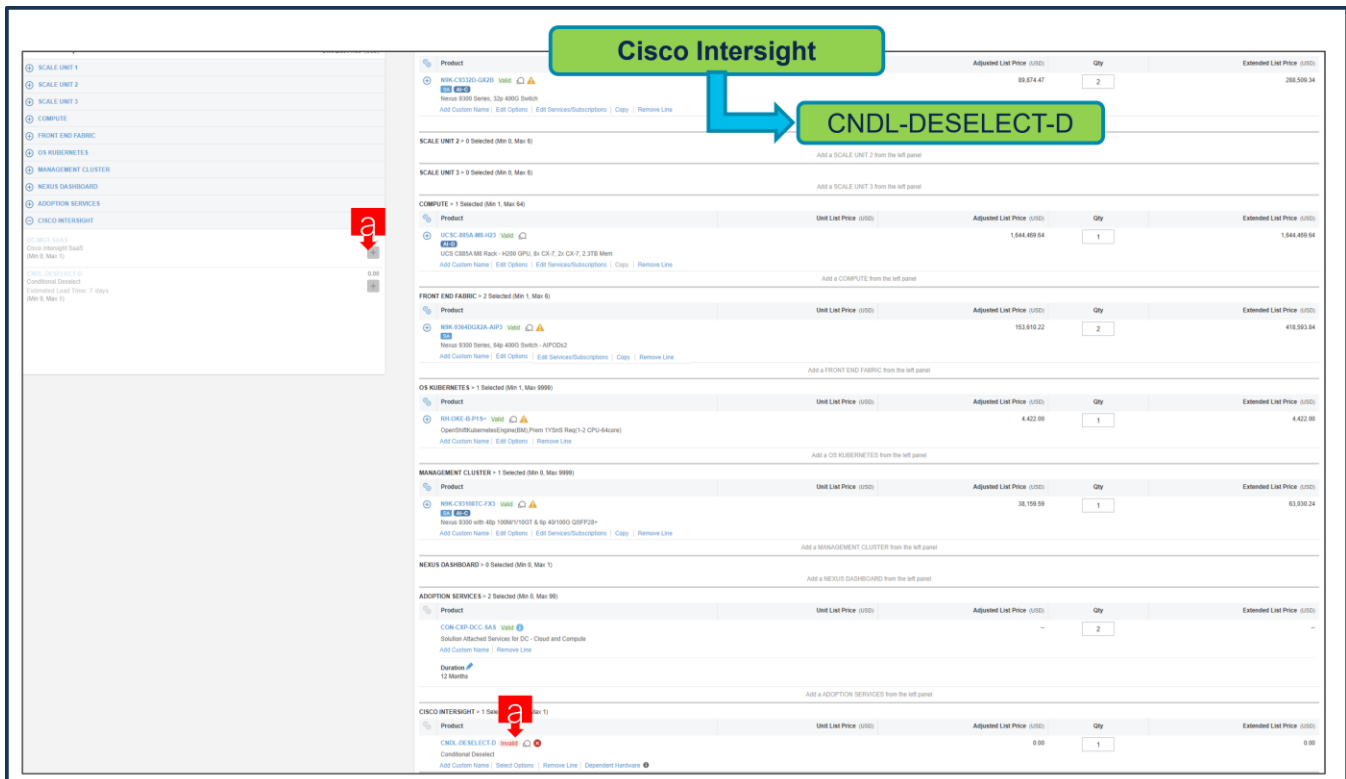 Cisco Intersight
CNDL-DESELECT-D
SCALE UNIT 1
SCALE UNIT 2
SCALE UNIT 3
COMPUTE
FRONT END FABRIC
OS KUBERNETES
MANAGEMENT CLUSTER
NEXUS DASHBOARD
ADOPTION SERVICES
CISCO INTERSIGHT
a
DC-MGT-SAAS
Cisco Intersight SaaS
(Min 0, Max 1)
CNDL-DESELECT-D 0.00
Conditional Deselect
Estimated Lead Time: 7 days
(Min 0, Max 1)
Product Adjusted List Price (USD) Qty Extended List Price (USD)
N9K-C9332D-GX2B Valid 89,674.47 2 288,509.34
SA AI-C
Nexus 9300 Series, 32p 400G Switch
Add Custom Name | Edit Options | Edit Services/Subscriptions | Copy | Remove Line
SCALE UNIT 2 > 0 Selected (Min 0, Max 6)
Add a SCALE UNIT 2 from the left panel
SCALE UNIT 3 > 0 Selected (Min 0, Max 6)
Add a SCALE UNIT 3 from the left panel
COMPUTE > 1 Selected (Min 1, Max 64)
Product Unit List Price (USD) Adjusted List Price (USD) Qty Extended List Price (USD)
UCSC-885A-M8-H23 Valid 1,644,469.64 1 1,644,469.64
AI-D
UCS C885A M8 Rack - H200 GPU, 8x CX-7, 2x CX-7, 2.3TB Mem
Add Custom Name | Edit Options | Edit Services/Subscriptions | Copy | Remove Line
Add a COMPUTE from the left panel
FRONT END FABRIC > 2 Selected (Min 1, Max 6)
Product Unit List Price (USD) Adjusted List Price (USD) Qty Extended List Price (USD)
N9K-9364DGX2A-AIP3 Valid 153,610.22 2 418,593.84
SA
Nexus 9300 Series, 64p 400G Switch - AIPODs2
Add Custom Name | Edit Options | Edit Services/Subscriptions | Copy | Remove Line
Add a FRONT END FABRIC from the left panel
OS KUBERNETES > 1 Selected (Min 1, Max 9999)
Product Unit List Price (USD) Adjusted List Price (USD) Qty Extended List Price (USD)
RH-OKE-B-P1S= Valid 4,422.00 1 4,422.00
OpenShiftKubernetesEngine(BM),Prem 1YSnS Req(1-2 CPU-64core)
Add Custom Name | Edit Options | Remove Line
Add a OS KUBERNETES from the left panel
MANAGEMENT CLUSTER > 1 Selected (Min 0, Max 9999)
Product Unit List Price (USD) Adjusted List Price (USD) Qty Extended List Price (USD)
N9K-C93108TC-FX3 Valid 38,159.59 1 63,030.24
SA AI-C
Nexus 9300 with 48p 100M/1/10GT & 6p 40/100G QSFP28=
Add Custom Name | Edit Options | Edit Services/Subscriptions | Copy | Remove Line
Add a MANAGEMENT CLUSTER from the left panel
NEXUS DASHBOARD > 0 Selected (Min 0, Max 1)
Add a NEXUS DASHBOARD from the left panel
ADOPTION SERVICES > 2 Selected (Min 0, Max 99)
Product Unit List Price (USD) Adjusted List Price (USD) Qty Extended List Price (USD)
CON-CXP-DCC-SAS Valid -- 2 --
Solution Attached Services for DC - Cloud and Compute
Add Custom Name | Remove Line
Duration
12 Months
Add a ADOPTION SERVICES from the left panel
CISCO INTERSIGHT > 1 Max 1)
a
Product Unit List Price (USD) Adjusted List Price (USD) Qty Extended List Price (USD)
CNDL-DESELECT-D Invalid 0.00 1 0.00
Conditional Deselect
Add Custom Name | Select Options | Remove Line | Dependent Hardware